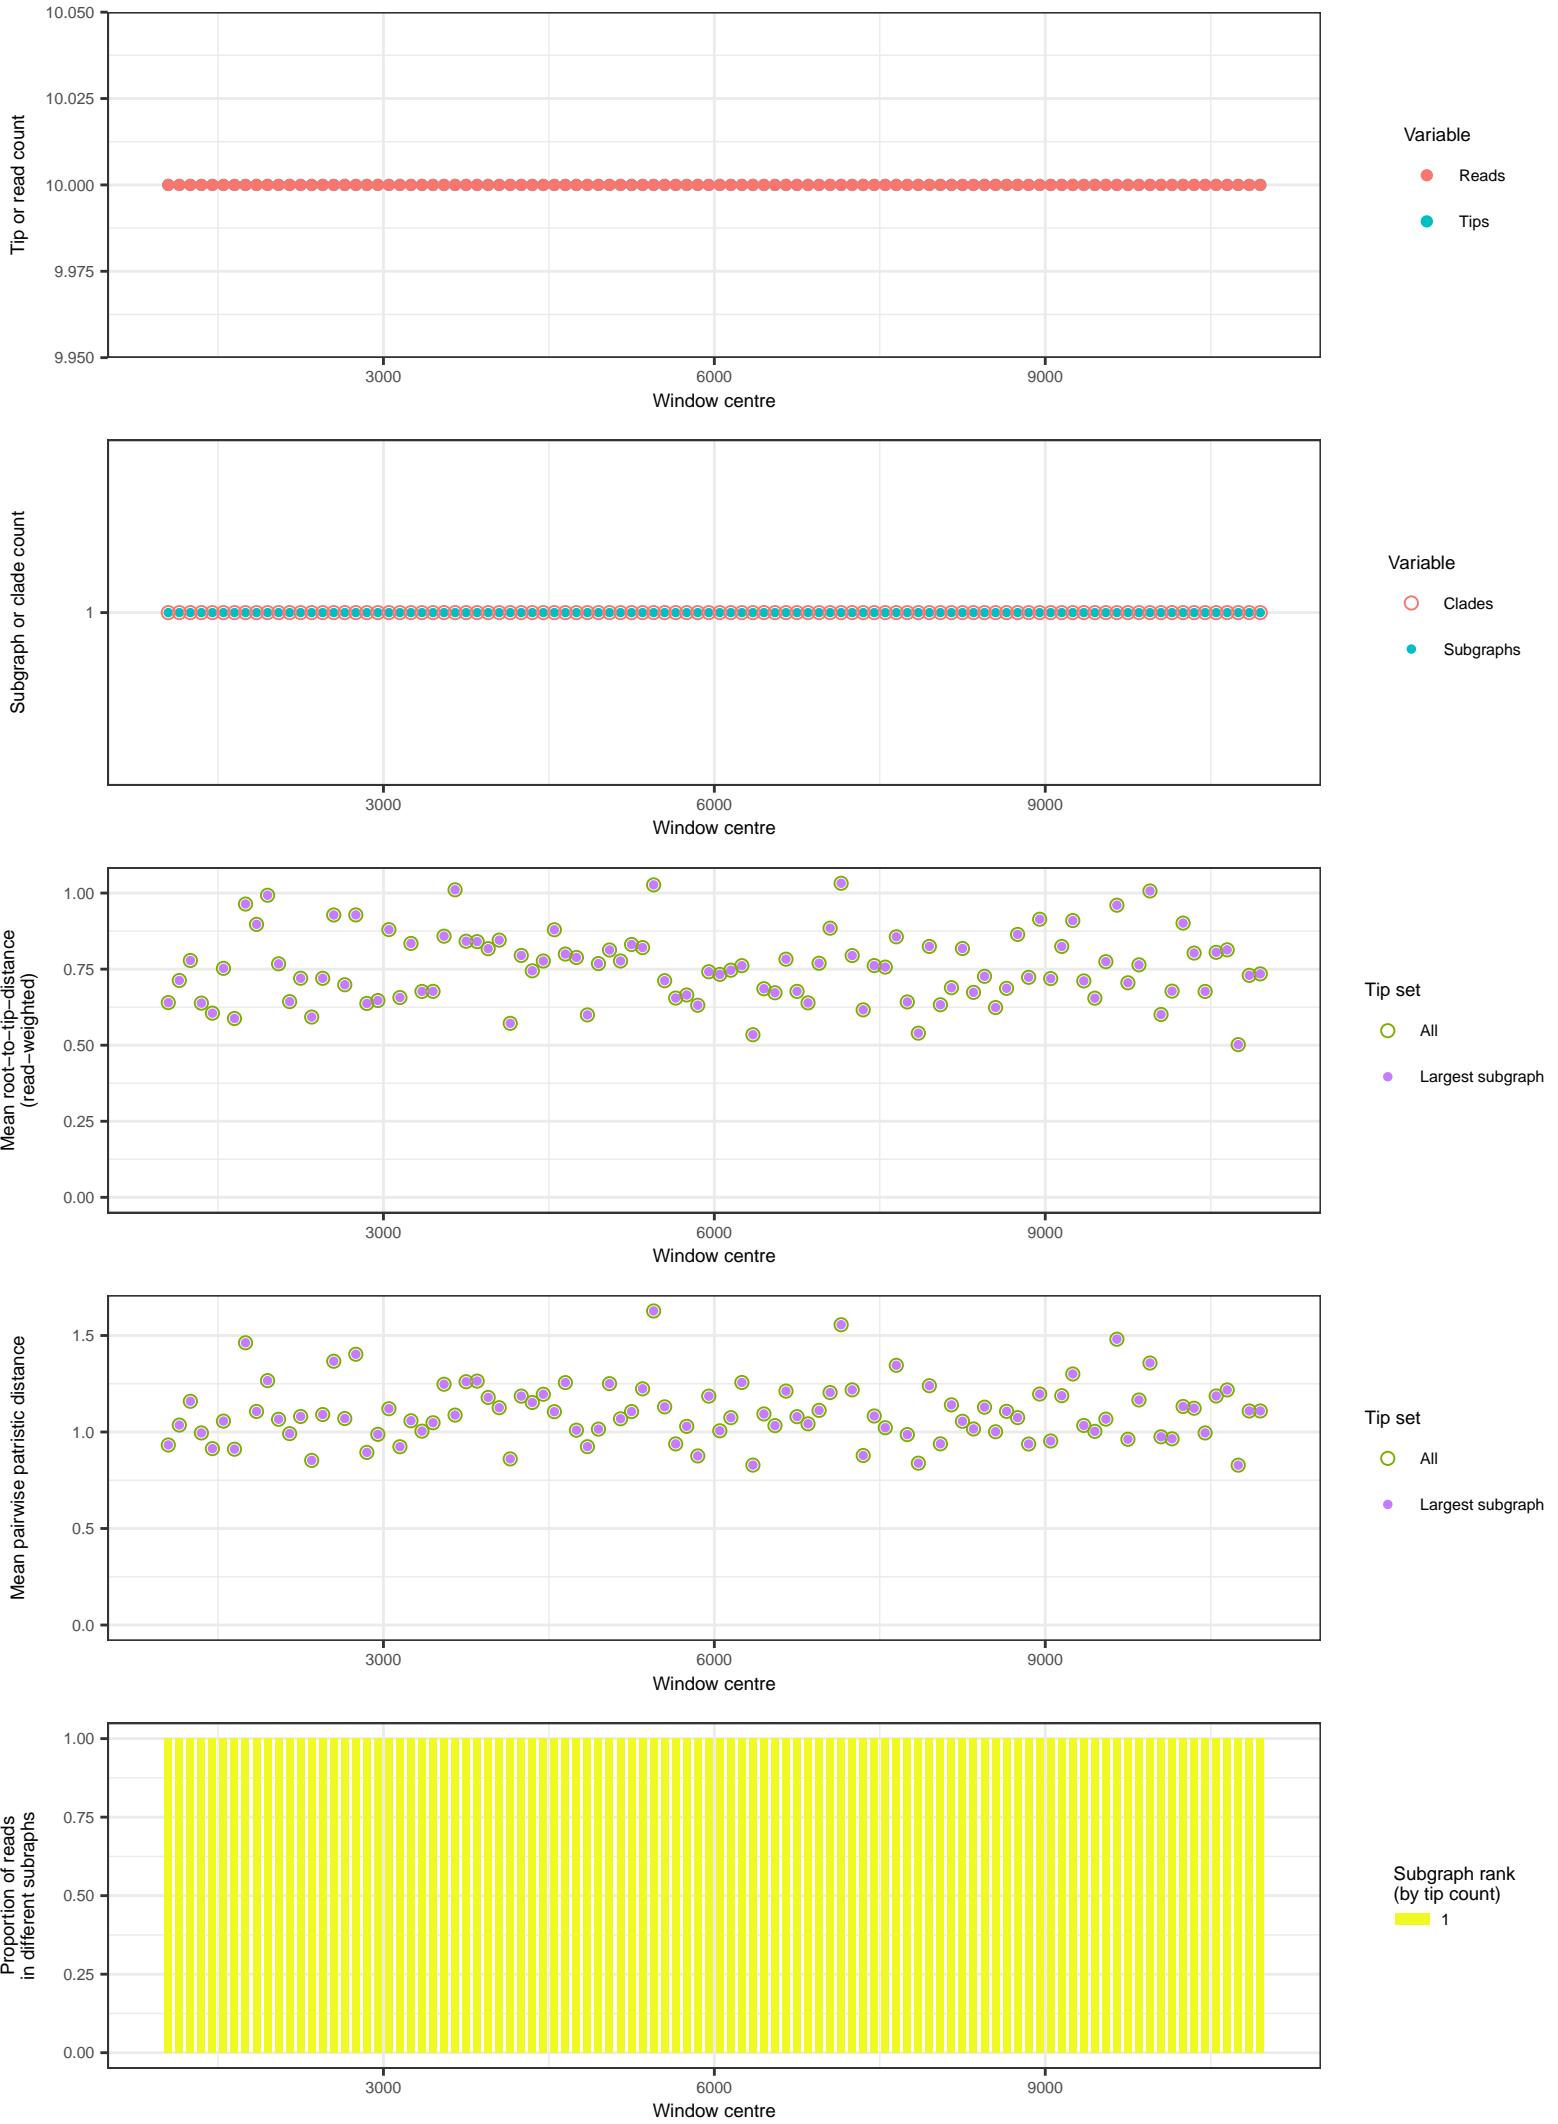 10.050
10.025
10.000
9.975
9.950
Tip or read count
3000
6000
9000
Window centre
Variable
Reads
Tips
1
Subgraph or clade count
3000
6000
9000
Window centre
Variable
Clades
Subgraphs
1.00
0.75
0.50
0.25
0.00
Mean root−to−tip−distance
(read−weighted)
3000
6000
9000
Window centre
Tip set
All
Largest subgraph
1.5
1.0
0.5
0.0
Mean pairwise patristic distance
3000
6000
9000
Window centre
Tip set
All
Largest subgraph
1.00
0.75
0.50
0.25
0.00
Proportion of reads
in different subraphs
3000
6000
9000
Window centre
Subgraph rank
(by tip count)
1